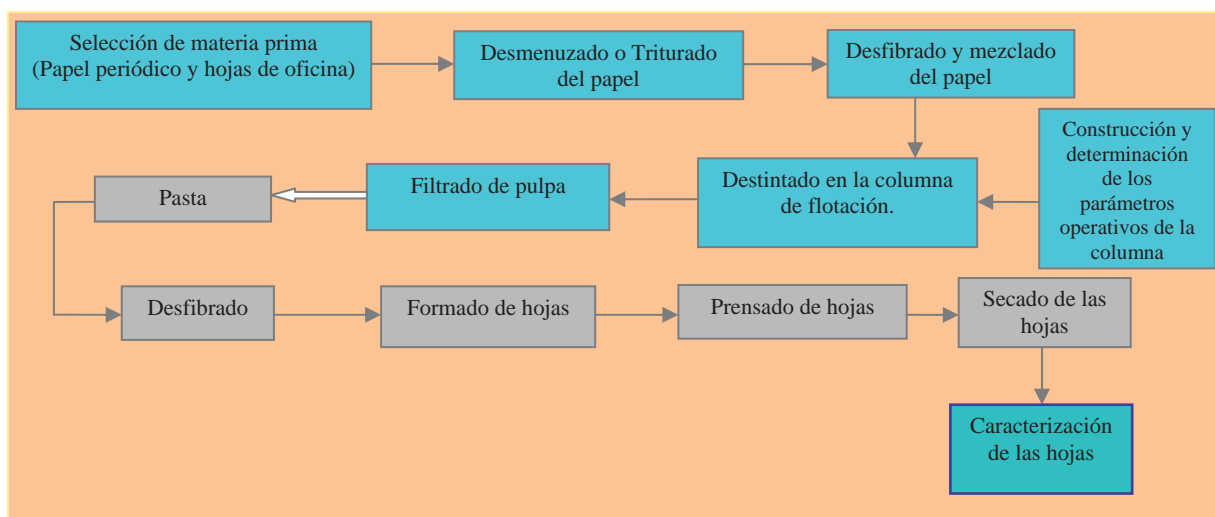 Selección de materia prima
(Papel periódico y hojas de oficina)
Desmenuzado o Triturado
del papel
Desfibrado y mezclado
del papel
Construcción y
determinación
de los
parámetros
operativos de la
columna
Destintado en la columna
de flotación.
Filtrado de pulpa
Pasta
Desfibrado
Formado de hojas
Prensado de hojas
Secado de las
hojas
Caracterización
de las hojas